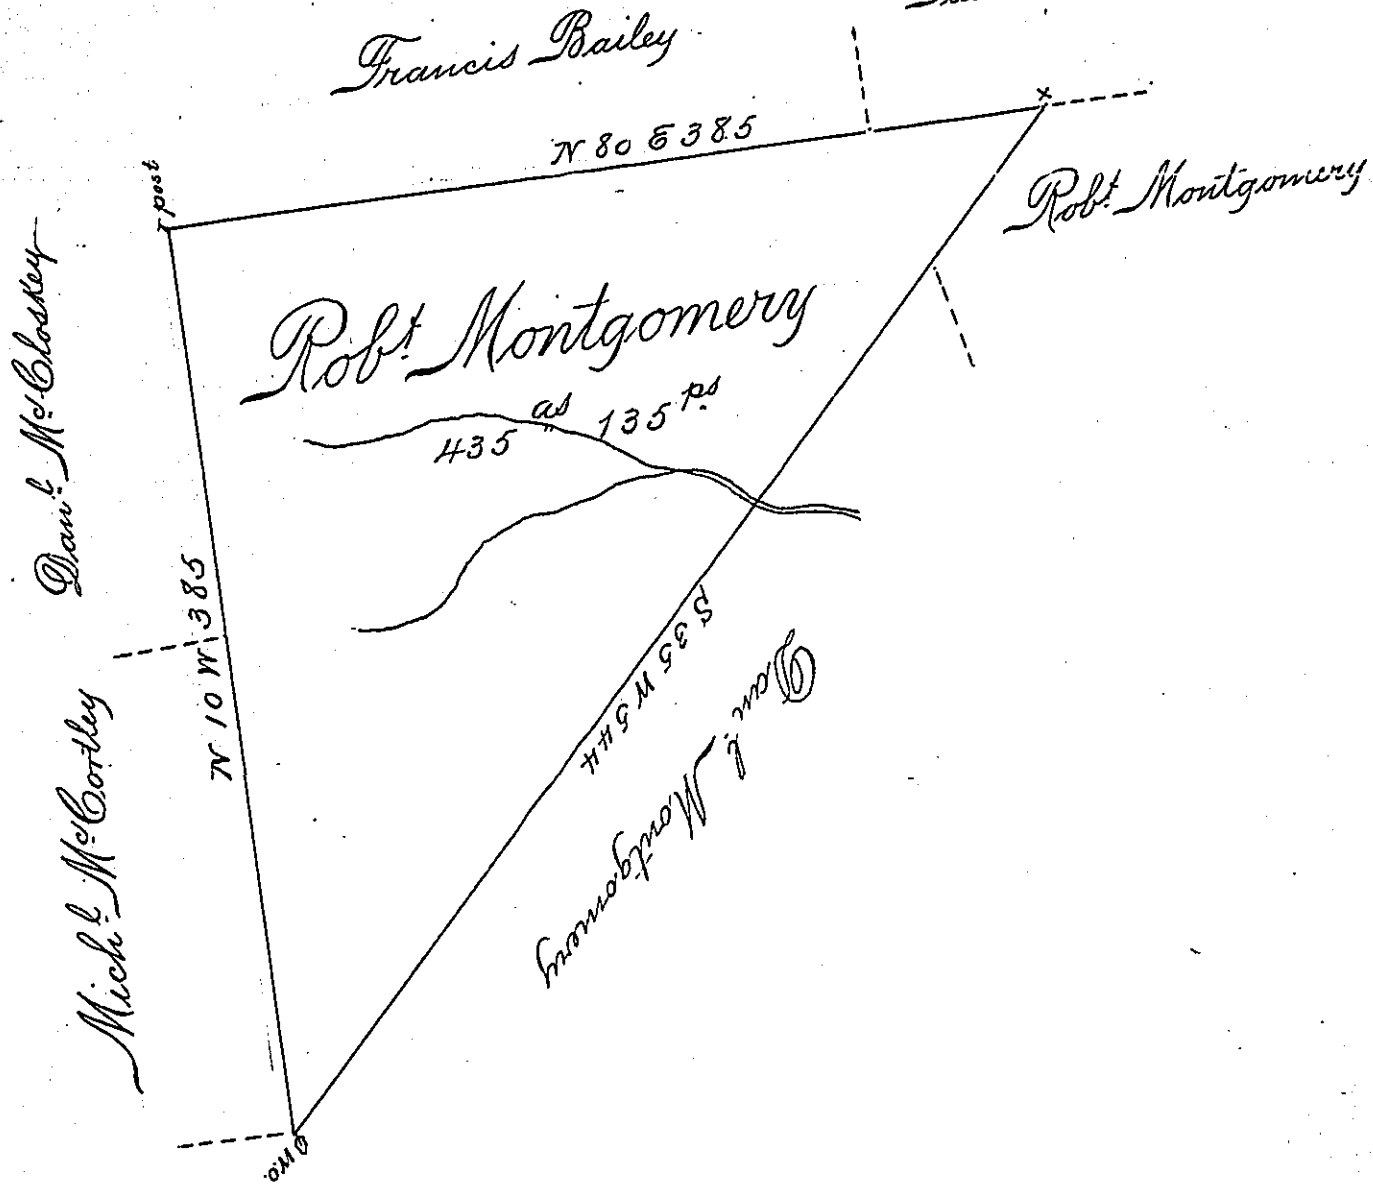 Francis Bailey
N 80 E 385
post
Robt. Montgomery
Robt. Montgomery
435 as 135 ps
Danl. McCloskey
N 10 W 385
S 35 W 544
Danl. Montgomery
Michl. McCortley
W.O.